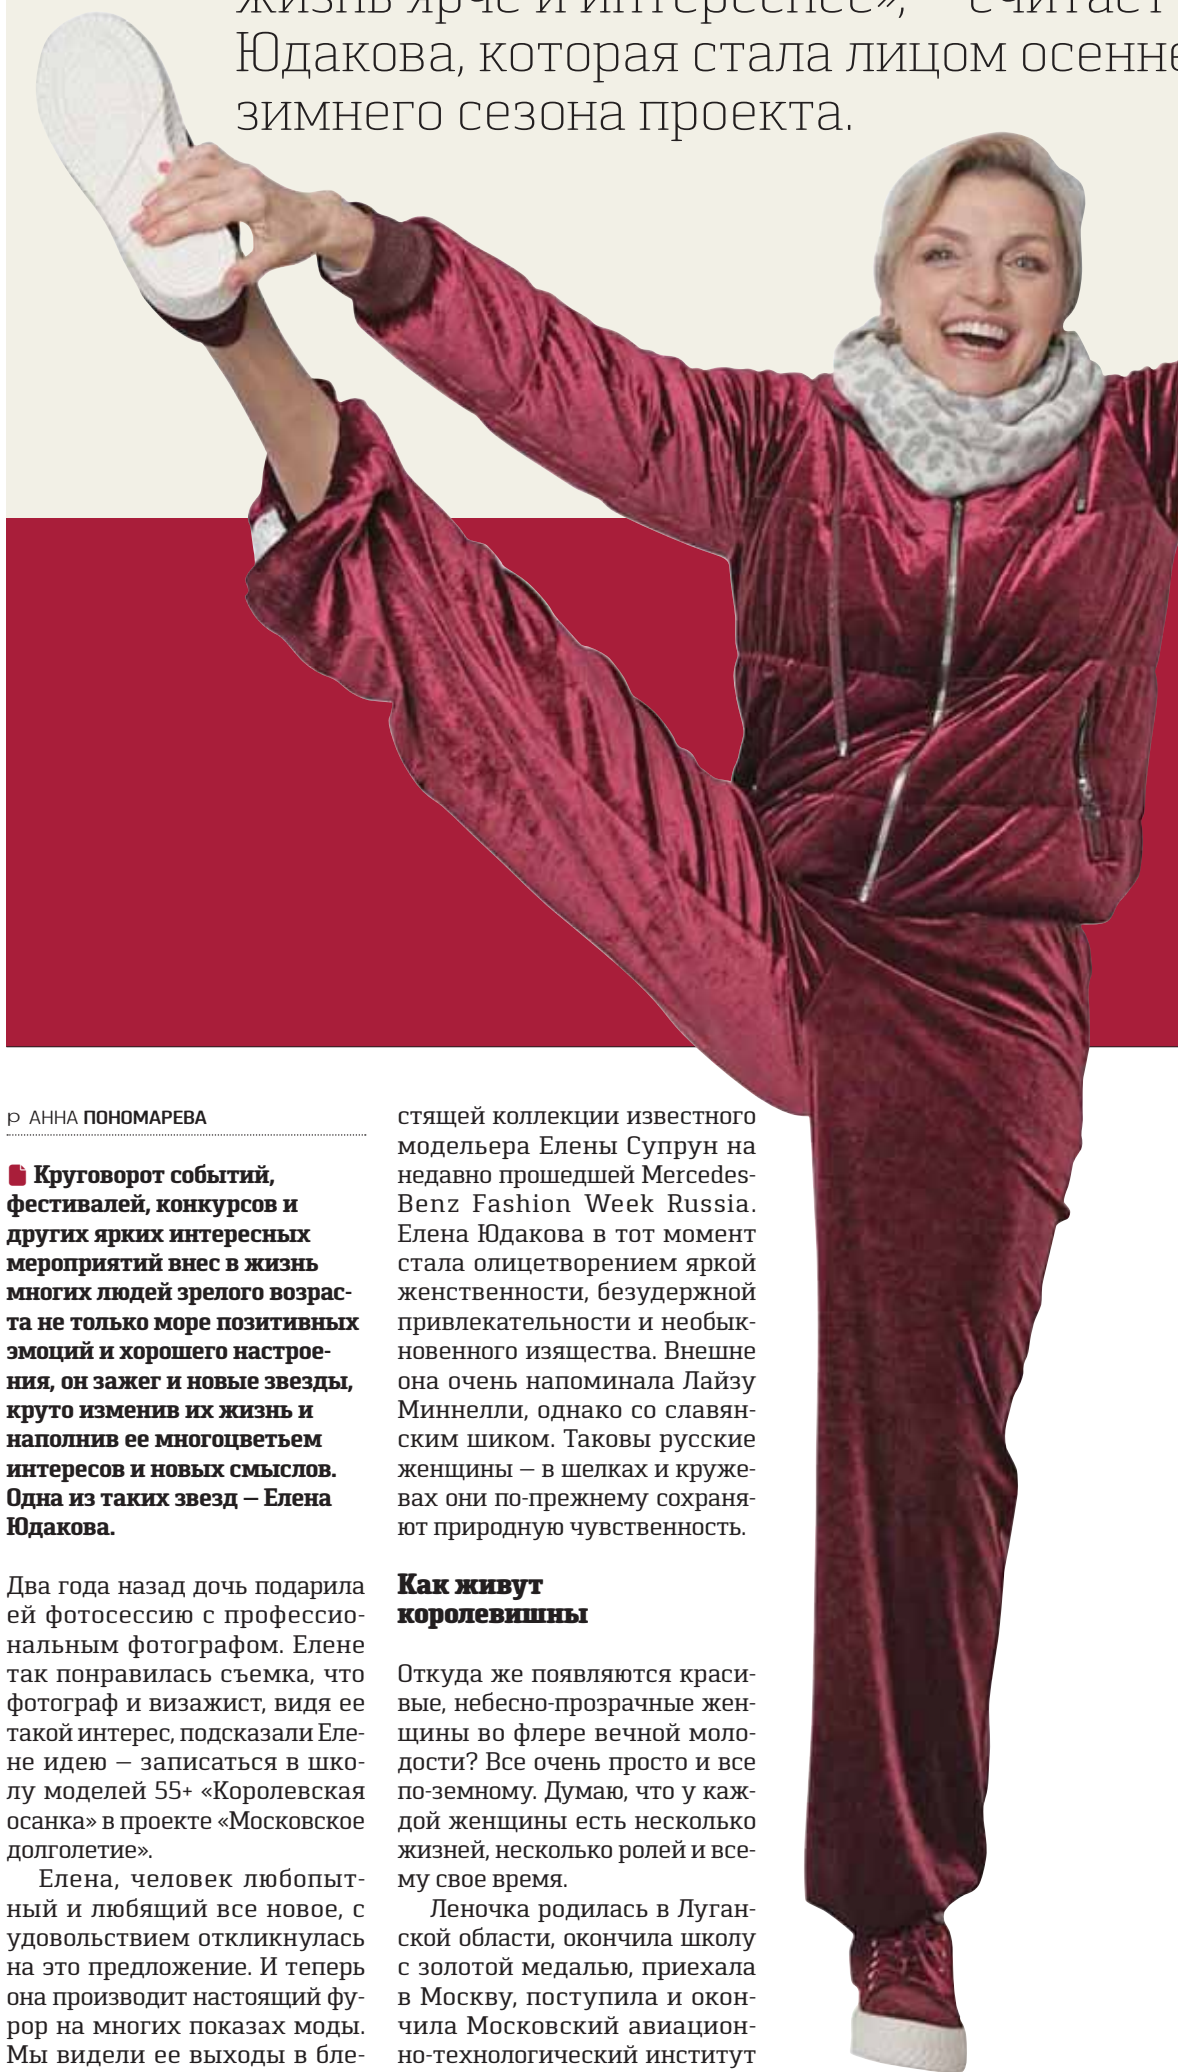 жизнь ярче и интереснее», — считает
Юдакова, которая стала лицом осенне
зимнего сезона проекта.
р АННА ПОНОМАРЕВА
Круговорот событий,
фестивалей, конкурсов и
других ярких интересных
мероприятий внес в жизнь
многих людей зрелого возрас-
та не только море позитивных
эмоций и хорошего настрое-
ния, он зажег и новые звезды,
круто изменив их жизнь и
наполнив ее многоцветьем
интересов и новых смыслов.
Одна из таких звезд — Елена
Юдакова.
Два года назад дочь подарила
ей фотосессию с профессио-
нальным фотографом. Елене
так понравилась съемка, что
фотограф и визажист, видя ее
такой интерес, подсказали Еле-
не идею — записаться в шко-
лу моделей 55+ «Королевская
осанка» в проекте «Московское
долголетие».
Елена, человек любопыт-
ный и любящий все новое, с
удовольствием откликнулась
на это предложение. И теперь
она производит настоящий фу-
рор на многих показах моды.
Мы видели ее выходы в бле-
стящей коллекции известного
модельера Елены Супрун на
недавно прошедшей Mercedes-
Benz Fashion Week Russia.
Елена Юдакова в тот момент
стала олицетворением яркой
женственности, безудержной
привлекательности и необык-
новенного изящества. Внешне
она очень напоминала Лайзу
Миннелли, однако со славян-
ским шиком. Таковы русские
женщины — в шелках и круже-
вах они по-прежнему сохраня-
ют природную чувственность.
Как живут
королевишны
Откуда же появляются краси-
вые, небесно-прозрачные жен-
щины во флере вечной моло-
дости? Все очень просто и все
по-земному. Думаю, что у каж-
дой женщины есть несколько
жизней, несколько ролей и все-
му свое время.
Леночка родилась в Луган-
ской области, окончила школу
с золотой медалью, приехала
в Москву, поступила и окон-
чила Московский авиацион-
но-технологический институт